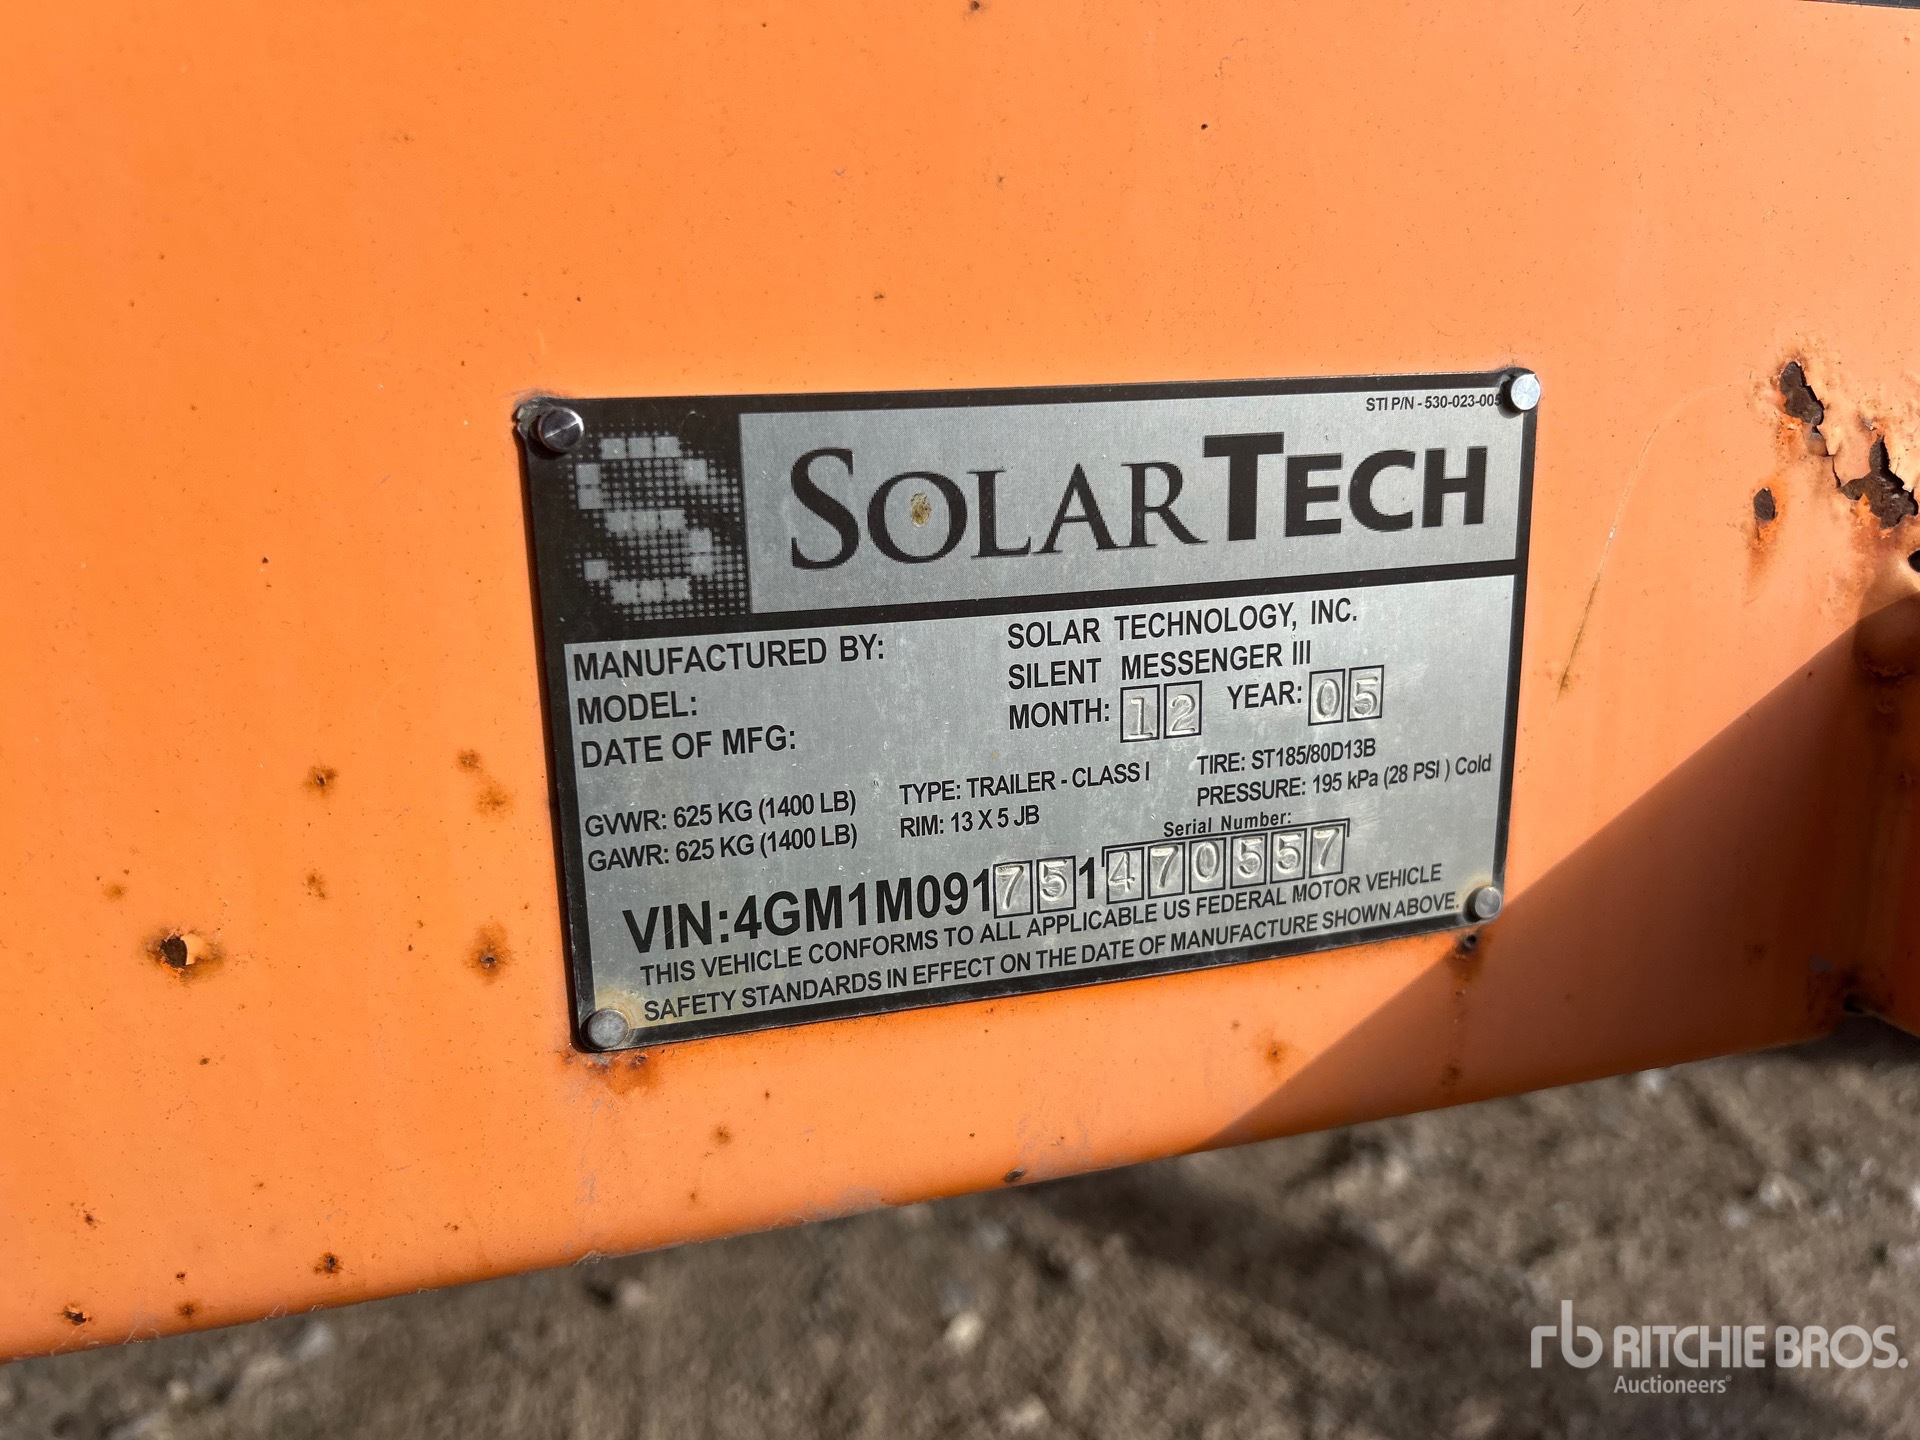 STI P/N - 530-023-005
SOLARTECH
MANUFACTURED BY: SOLAR TECHNOLOGY, INC.
MODEL: SILENT MESSENGER III
DATE OF MFG: MONTH: 12 YEAR: 05
GVWR: 625 KG (1400 LB) TYPE: TRAILER - CLASS I TIRE: ST185/80D13B
GAWR: 625 KG (1400 LB) RIM: 13 X 5 JB PRESSURE: 195 kPa (28 PSI ) Cold
Serial Number:
VIN:4GM1M091751470557
THIS VEHICLE CONFORMS TO ALL APPLICABLE US FEDERAL MOTOR VEHICLE
SAFETY STANDARDS IN EFFECT ON THE DATE OF MANUFACTURE SHOWN ABOVE.
rb RITCHIE BROS.
Auctioneers®